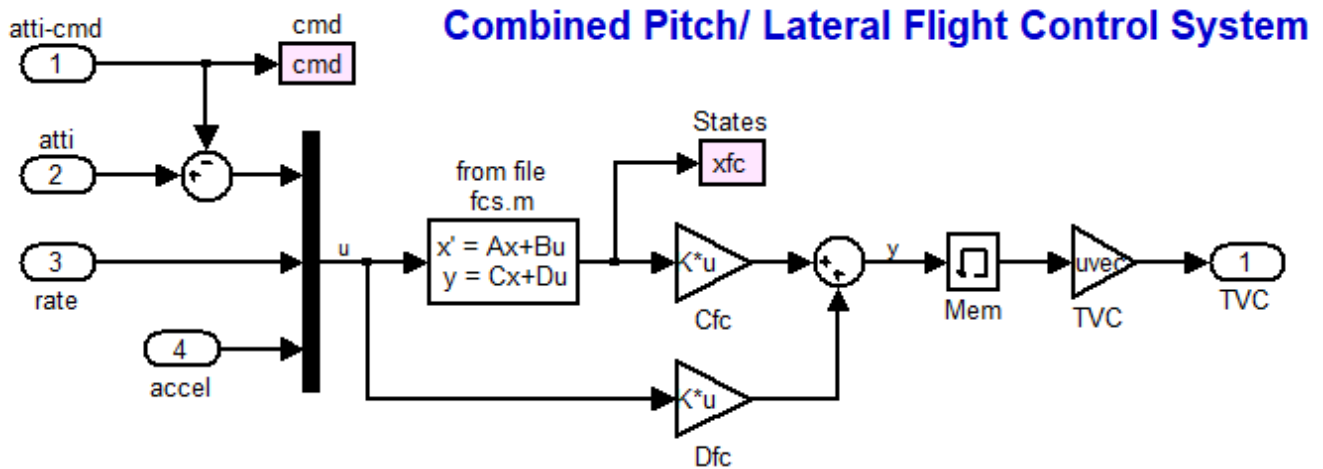 Combined Pitch/ Lateral Flight Control System
atti-cmd
1
cmd
cmd
atti
2
States
xfc
from file
fcs.m
x' = Ax+Bu
y = Cx+Du
3
rate
u
K*u
Cfc
y
Mem
uvec
TVC
1
TVC
4
accel
K*u
Dfc